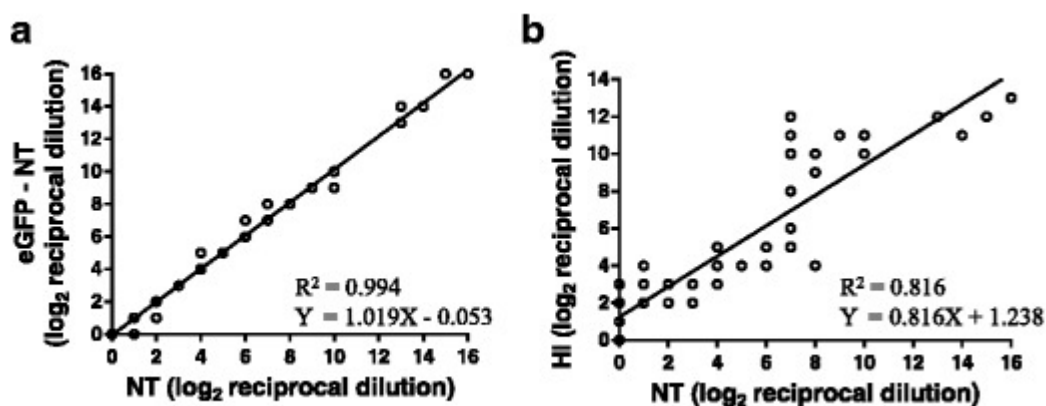 a
eGFP - NT
(log₂ reciprocal dilution)
16
14
12
10
8
6
4
2
0
R² = 0.994
Y = 1.019X - 0.053
0 2 4 6 8 10 12 14 16
NT (log₂ reciprocal dilution)
b
HI (log₂ reciprocal dilution)
14
12
10
8
6
4
2
0
R² = 0.816
Y = 0.816X + 1.238
0 2 4 6 8 10 12 14 16
NT (log₂ reciprocal dilution)